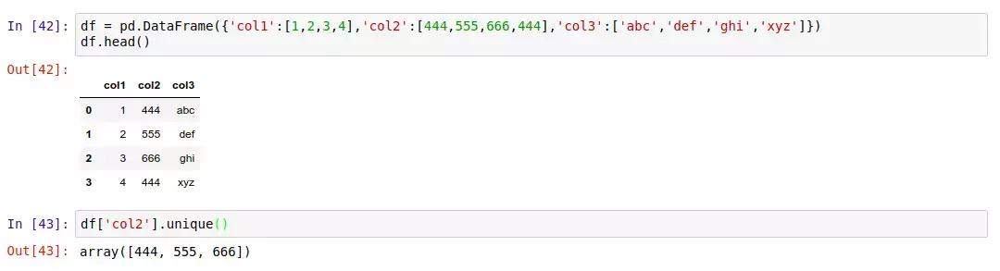 In [42]: df = pd.DataFrame({'col1':[1,2,3,4],'col2':[444,555,666,444],'col3':['abc','def','ghi','xyz']})
df.head()
Out[42]:
col1 col2 col3
0 1 444 abc
1 2 555 def
2 3 666 ghi
3 4 444 xyz
In [43]: df['col2'].unique()
Out[43]: array([444, 555, 666])